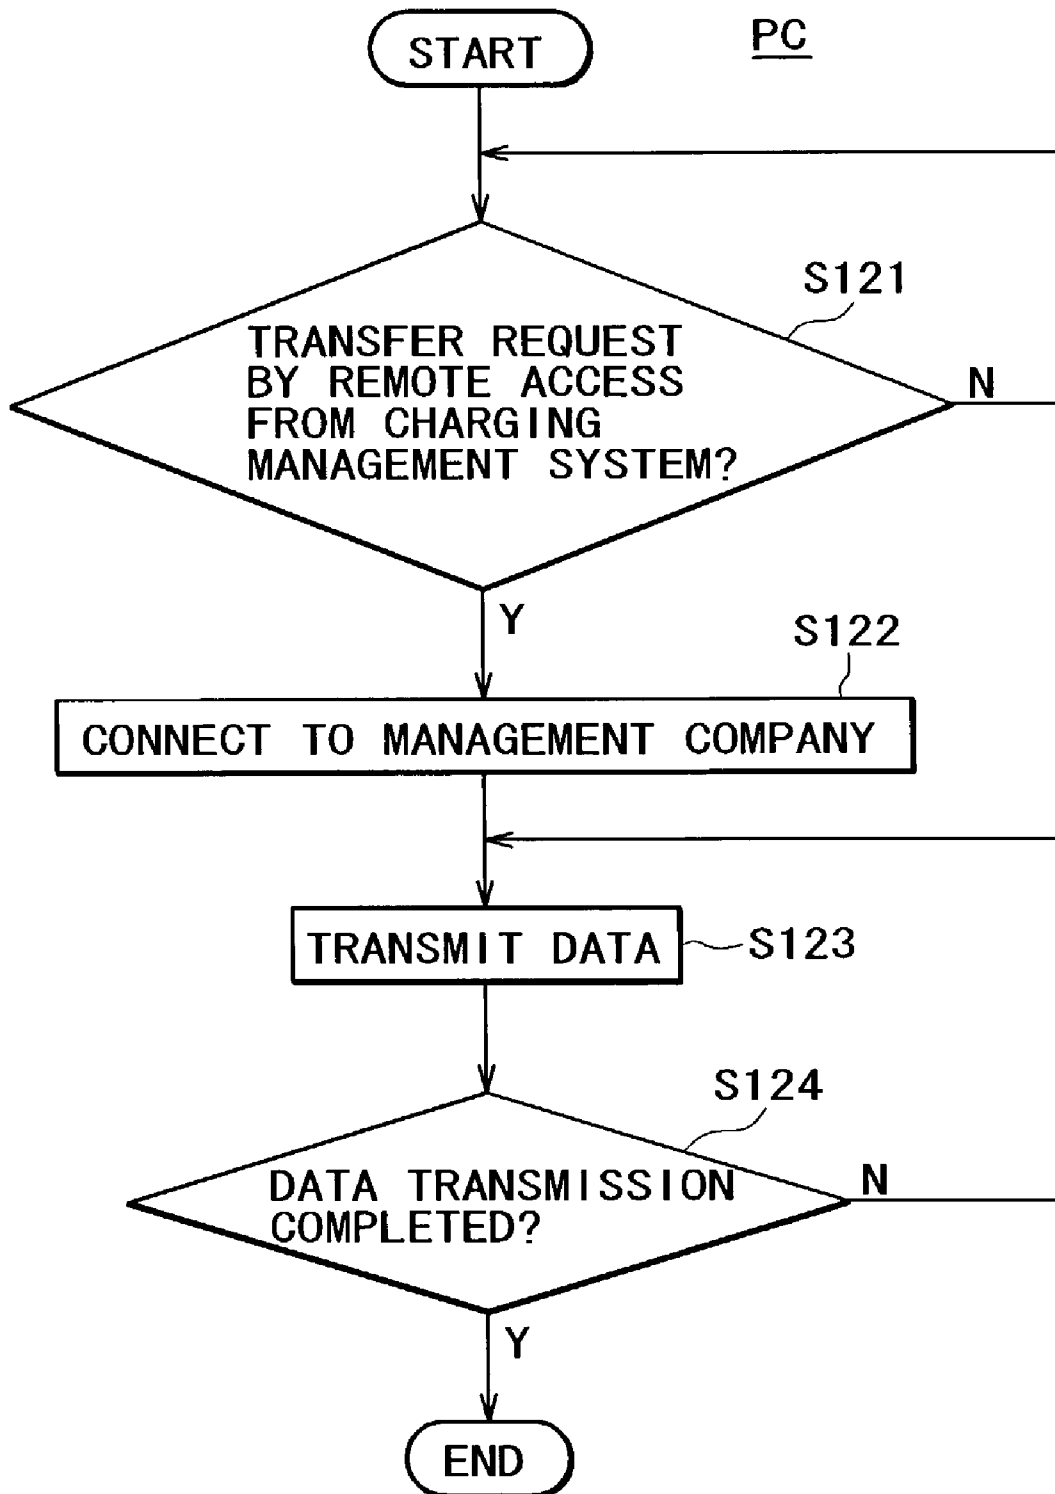 START
PC
S121
TRANSFER REQUEST
BY REMOTE ACCESS
FROM CHARGING
MANAGEMENT SYSTEM?
N
Y
S122
CONNECT TO MANAGEMENT COMPANY
TRANSMIT DATA
S123
S124
DATA TRANSMISSION
COMPLETED?
N
Y
END